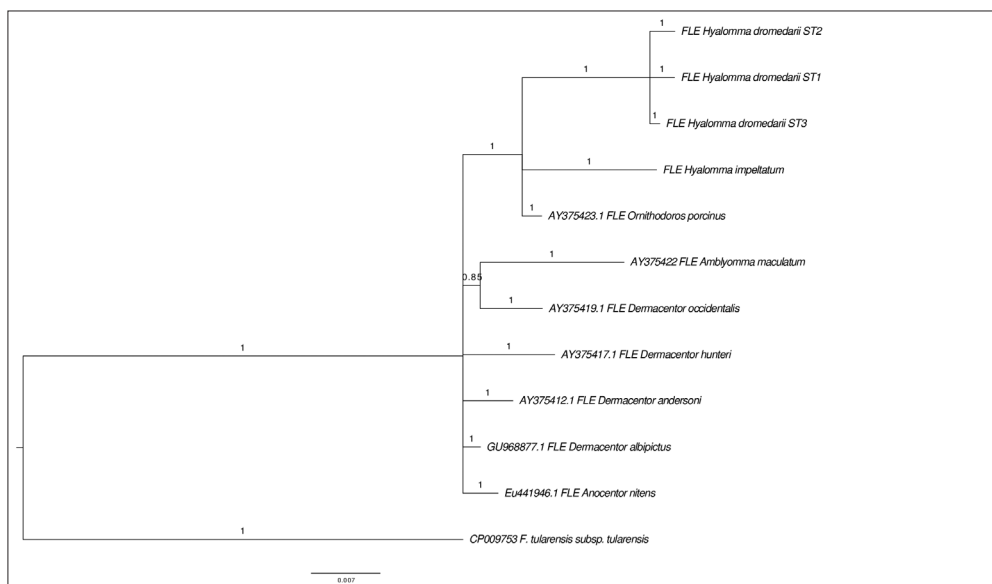 1
FLE Hyalomma dromedarii ST2
1
1
FLE Hyalomma dromedarii ST1
1
FLE Hyalomma dromedarii ST3
1
1
FLE Hyalomma impeltatum
1
AY375423.1 FLE Ornithodoros porcinus
1
AY375422 FLE Amblyomma maculatum
0.85
1
AY375419.1 FLE Dermacentor occidentalis
1
1
AY375417.1 FLE Dermacentor hunteri
1
AY375412.1 FLE Dermacentor andersoni
1
GU968877.1 FLE Dermacentor albipictus
1
Eu441946.1 FLE Anocentor nitens
1
CP009753 F. tularensis subsp. tularensis
0.007